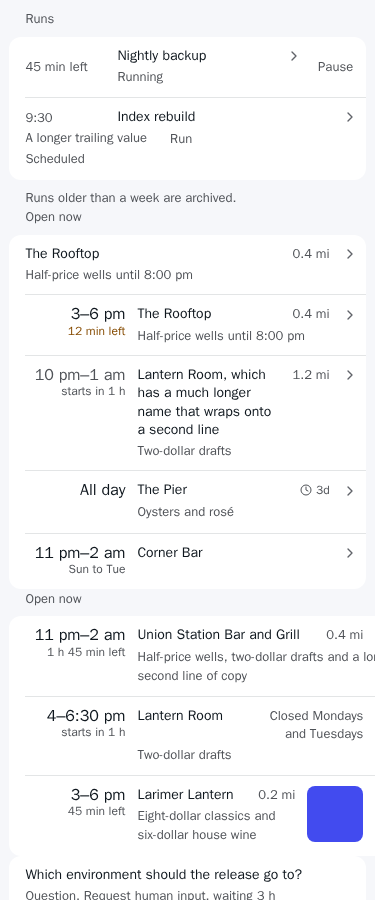 Runs
45 min left
Nightly backup
Running
Pause
9:30
Index rebuild
A longer trailing value
Run
Scheduled
Runs older than a week are archived.
Open now
The Rooftop
0.4 mi
Half-price wells until 8:00 pm
3–6 pm
The Rooftop
0.4 mi
12 min left
Half-price wells until 8:00 pm
10 pm–1 am
Lantern Room, which
1.2 mi
starts in 1 h
has a much longer
name that wraps onto
a second line
Two-dollar drafts
All day
The Pier
3d
Oysters and rosé
11 pm–2 am
Corner Bar
Sun to Tue
Open now
11 pm–2 am
Union Station Bar and Grill
0.4 mi
1 h 45 min left
Half-price wells, two-dollar drafts and a
second line of copy
4–6:30 pm
Lantern Room
Closed Mondays
starts in 1 h
and Tuesdays
Two-dollar drafts
3–6 pm
Larimer Lantern
0.2 mi
45 min left
Eight-dollar classics and
six-dollar house wine
Which environment should the release go to?
Question. Request human input, waiting 3 h